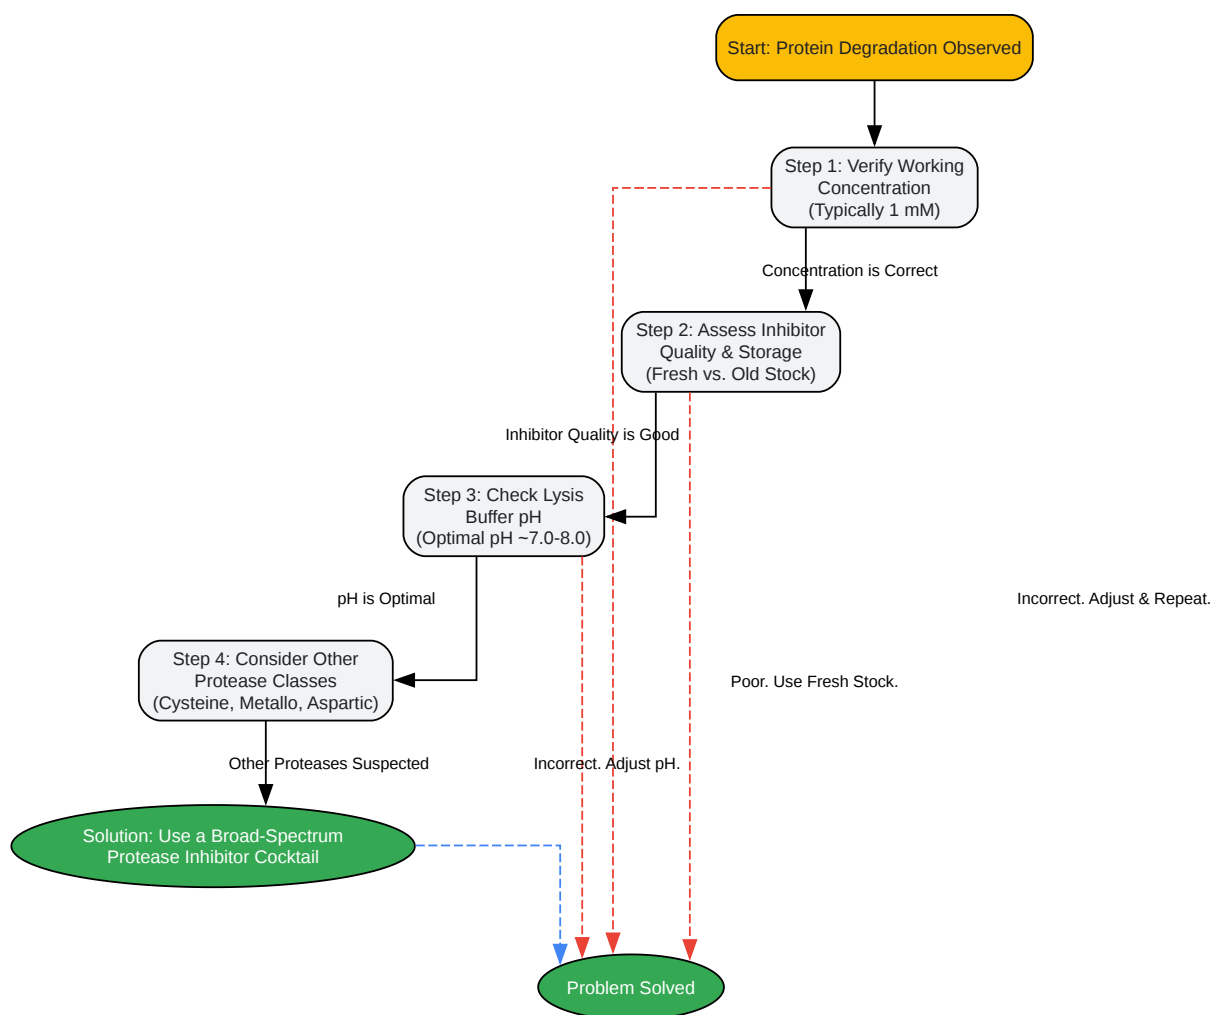 Start: Protein Degradation Observed
Step 1: Verify Working
Concentration
(Typically 1 mM)
Concentration is Correct
Step 2: Assess Inhibitor
Quality & Storage
(Fresh vs. Old Stock)
Inhibitor Quality is Good
Step 3: Check Lysis
Buffer pH
(Optimal pH ~7.0-8.0)
pH is Optimal
Incorrect. Adjust & Repeat.
Step 4: Consider Other
Protease Classes
(Cysteine, Metallo, Aspartic)
Poor. Use Fresh Stock.
Other Proteases Suspected
Incorrect. Adjust pH.
Solution: Use a Broad-Spectrum
Protease Inhibitor Cocktail
Problem Solved